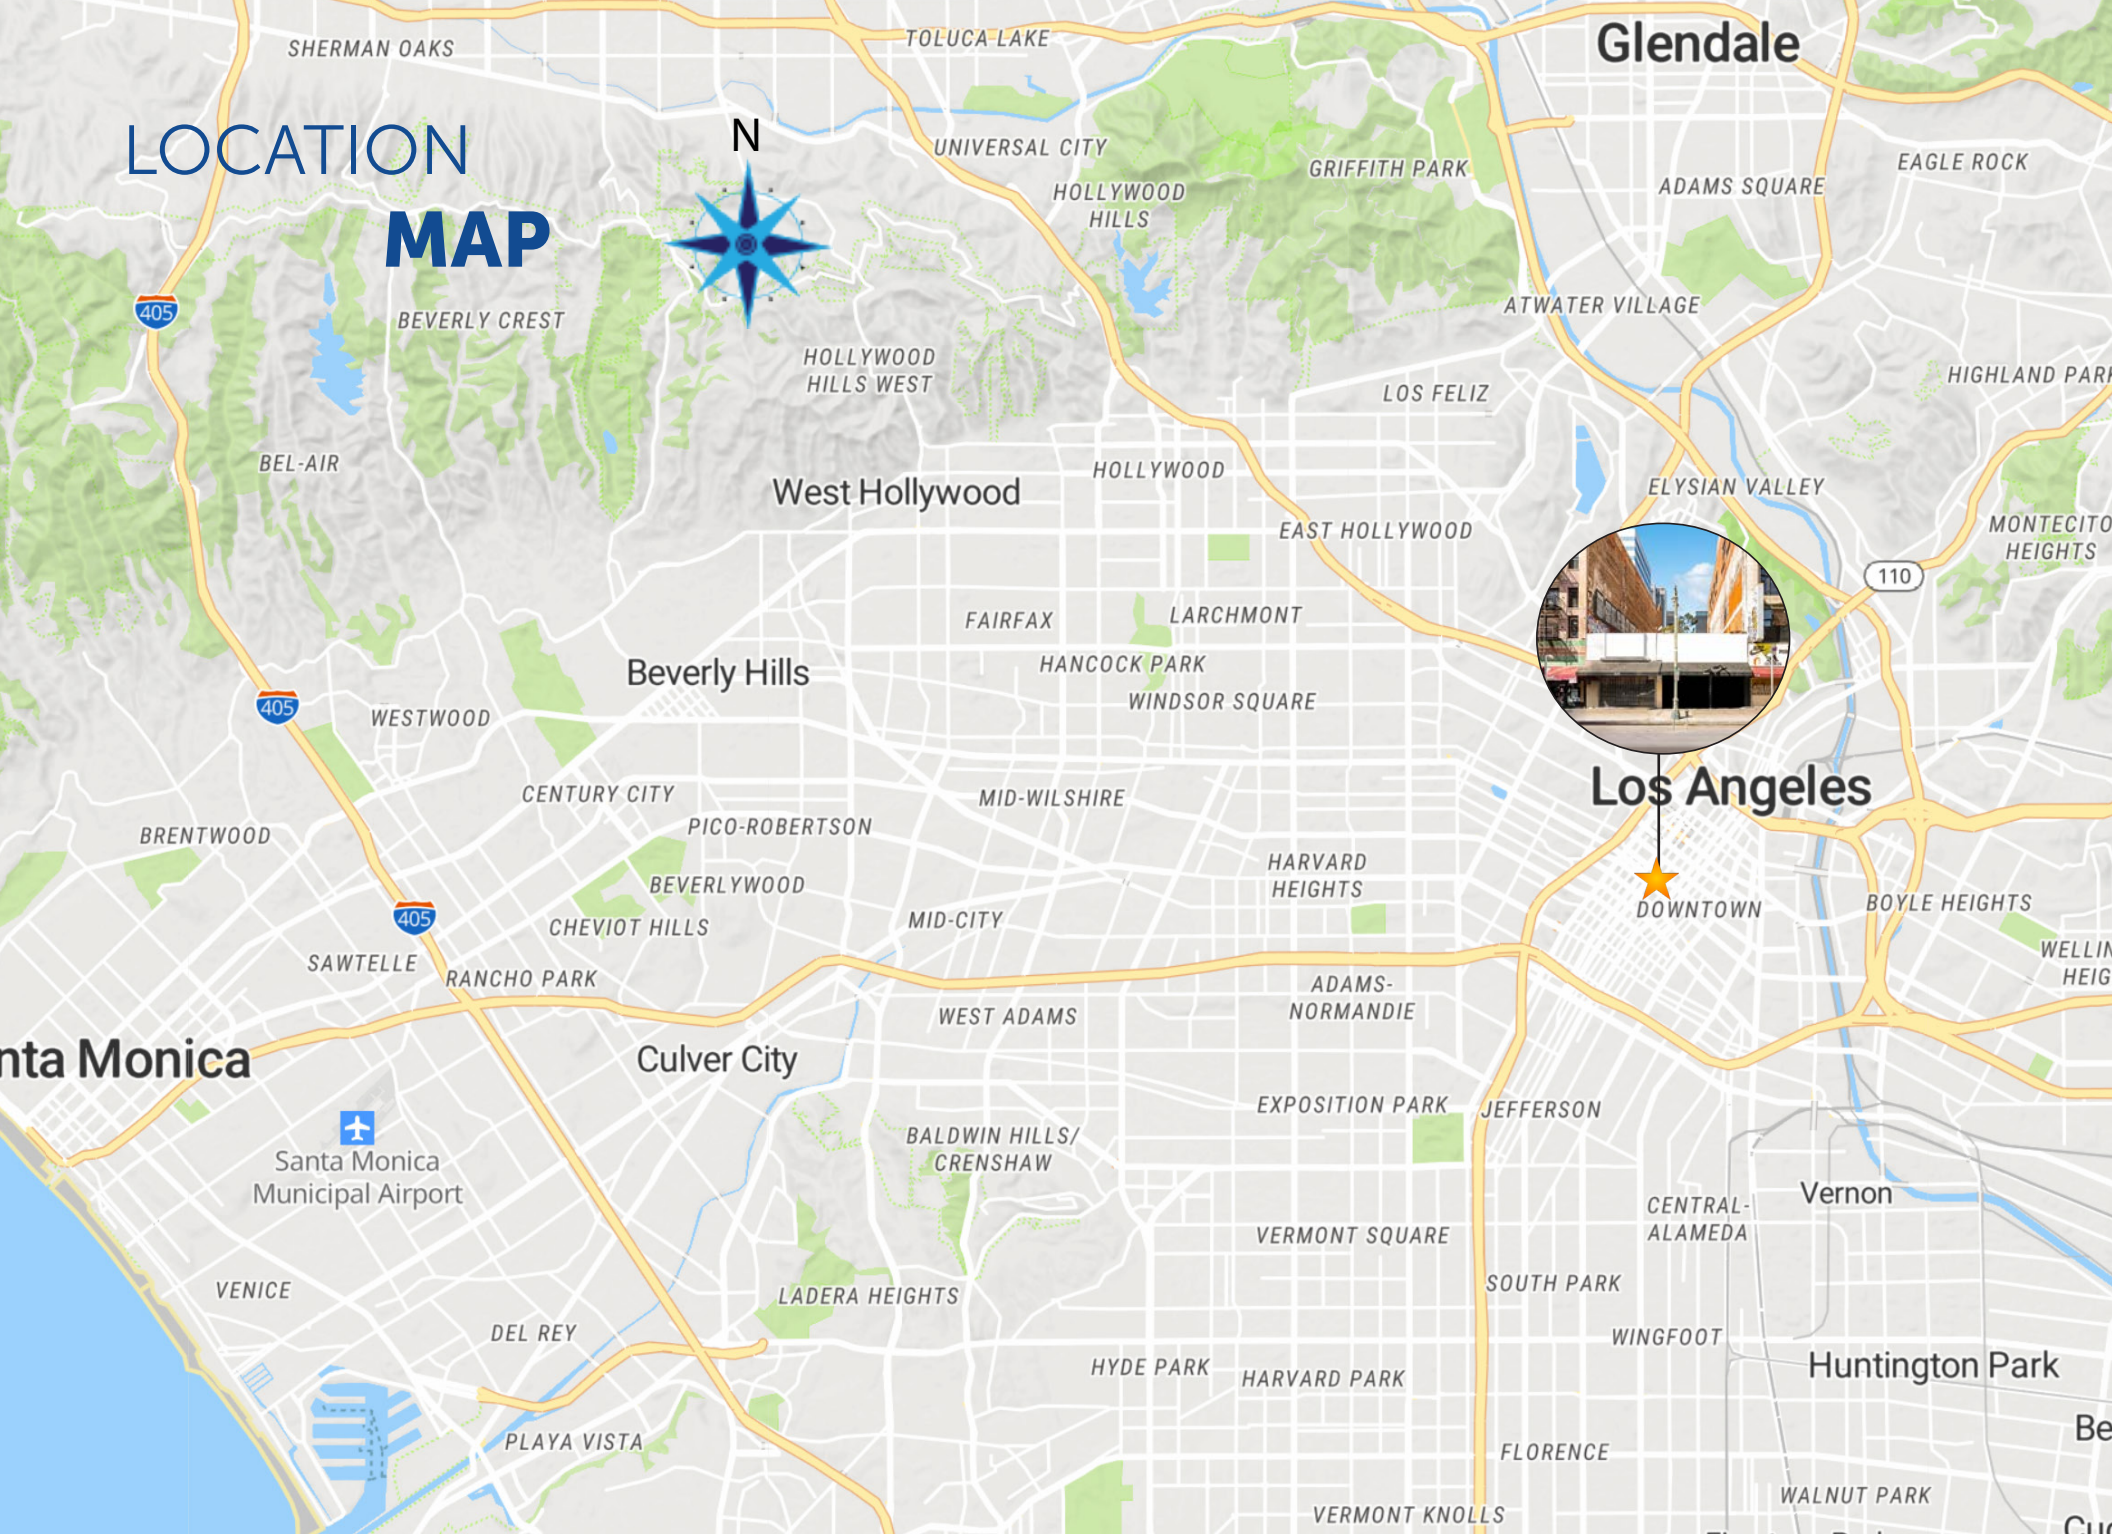 SHERMAN OAKS
TOLUCA LAKE
Glendale
LOCATION
MAP
N
UNIVERSAL CITY
HOLLYWOOD
HILLS
GRIFFITH PARK
ADAMS SQUARE
EAGLE ROCK
405
BEVERLY CREST
ATWATER VILLAGE
HOLLYWOOD
HILLS WEST
LOS FELIZ
HIGHLAND PARK
BEL-AIR
West Hollywood
HOLLYWOOD
ELYSIAN VALLEY
EAST HOLLYWOOD
MONTECITO
HEIGHTS
110
FAIRFAX
LARCHMONT
HANCOCK PARK
Beverly Hills
WINDSOR SQUARE
405
WESTWOOD
CENTURY CITY
MID-WILSHIRE
Los Angeles
BRENTWOOD
PICO-ROBERTSON
HARVARD
HEIGHTS
BEVERLYWOOD
405
CHEVIOT HILLS
MID-CITY
DOWNTOWN
BOYLE HEIGHTS
SAWTELLE
RANCHO PARK
WELLIN
HEIG
ADAMS-
NORMANDIE
WEST ADAMS
nta Monica
Culver City
EXPOSITION PARK
JEFFERSON
BALDWIN HILLS/
CRENSHAW
Santa Monica
Municipal Airport
Vernon
CENTRAL-
ALAMEDA
VERMONT SQUARE
VENICE
LADERA HEIGHTS
SOUTH PARK
DEL REY
WINGFOOT
HYDE PARK
HARVARD PARK
Huntington Park
Be
PLAYA VISTA
FLORENCE
WALNUT PARK
VERMONT KNOLLS